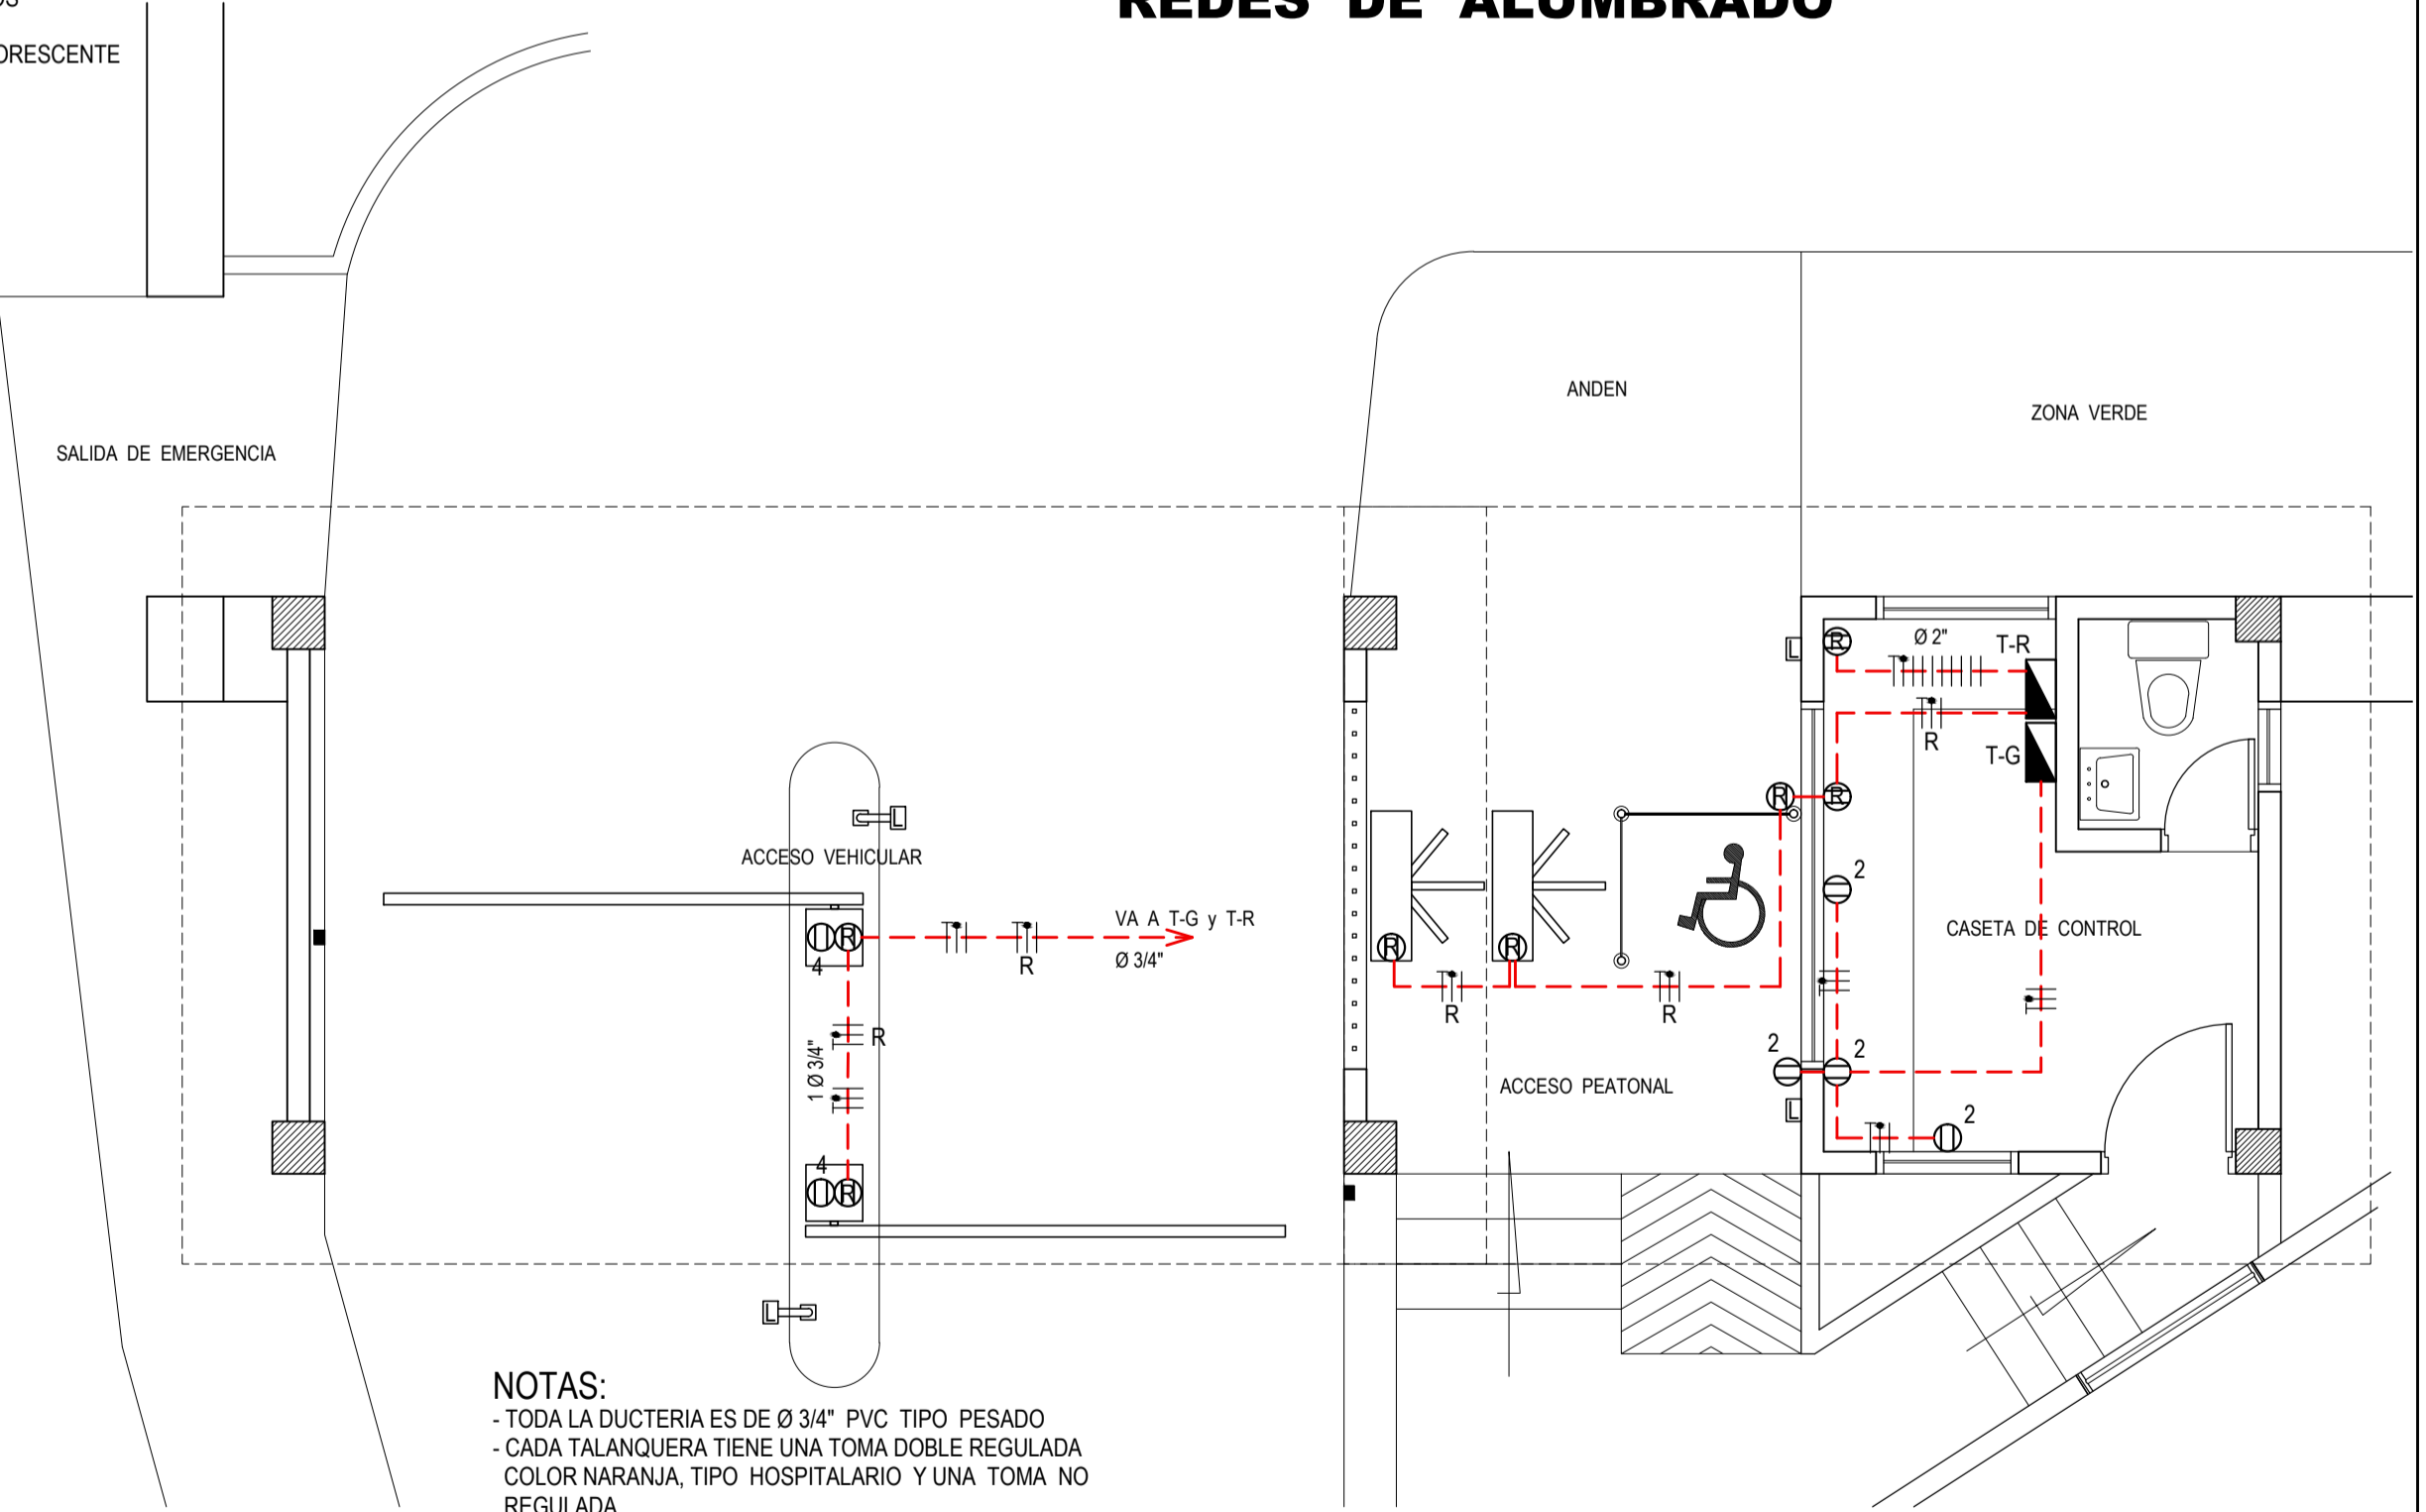 REDES DE ALUMBRADO
ORESCENTE
ANDEN
ZONA VERDE
SALIDA DE EMERGENCIA
L
R
Ø 2"
T-R
R
T-G
R
R
L
ACCESO VEHICULAR
2
VA A T-G y T-R
CASETA DE CONTROL
R
R
R
4
R
Ø 3/4"
R
R
R
1 Ø 3/4"
2
2
ACCESO PEATONAL
L
2
4
R
L
NOTAS:
- TODA LA DUCTERIA ES DE Ø 3/4" PVC TIPO PESADO
- CADA TALANQUERA TIENE UNA TOMA DOBLE REGULADA
COLOR NARANJA, TIPO HOSPITALARIO Y UNA TOMA NO
REGULADA